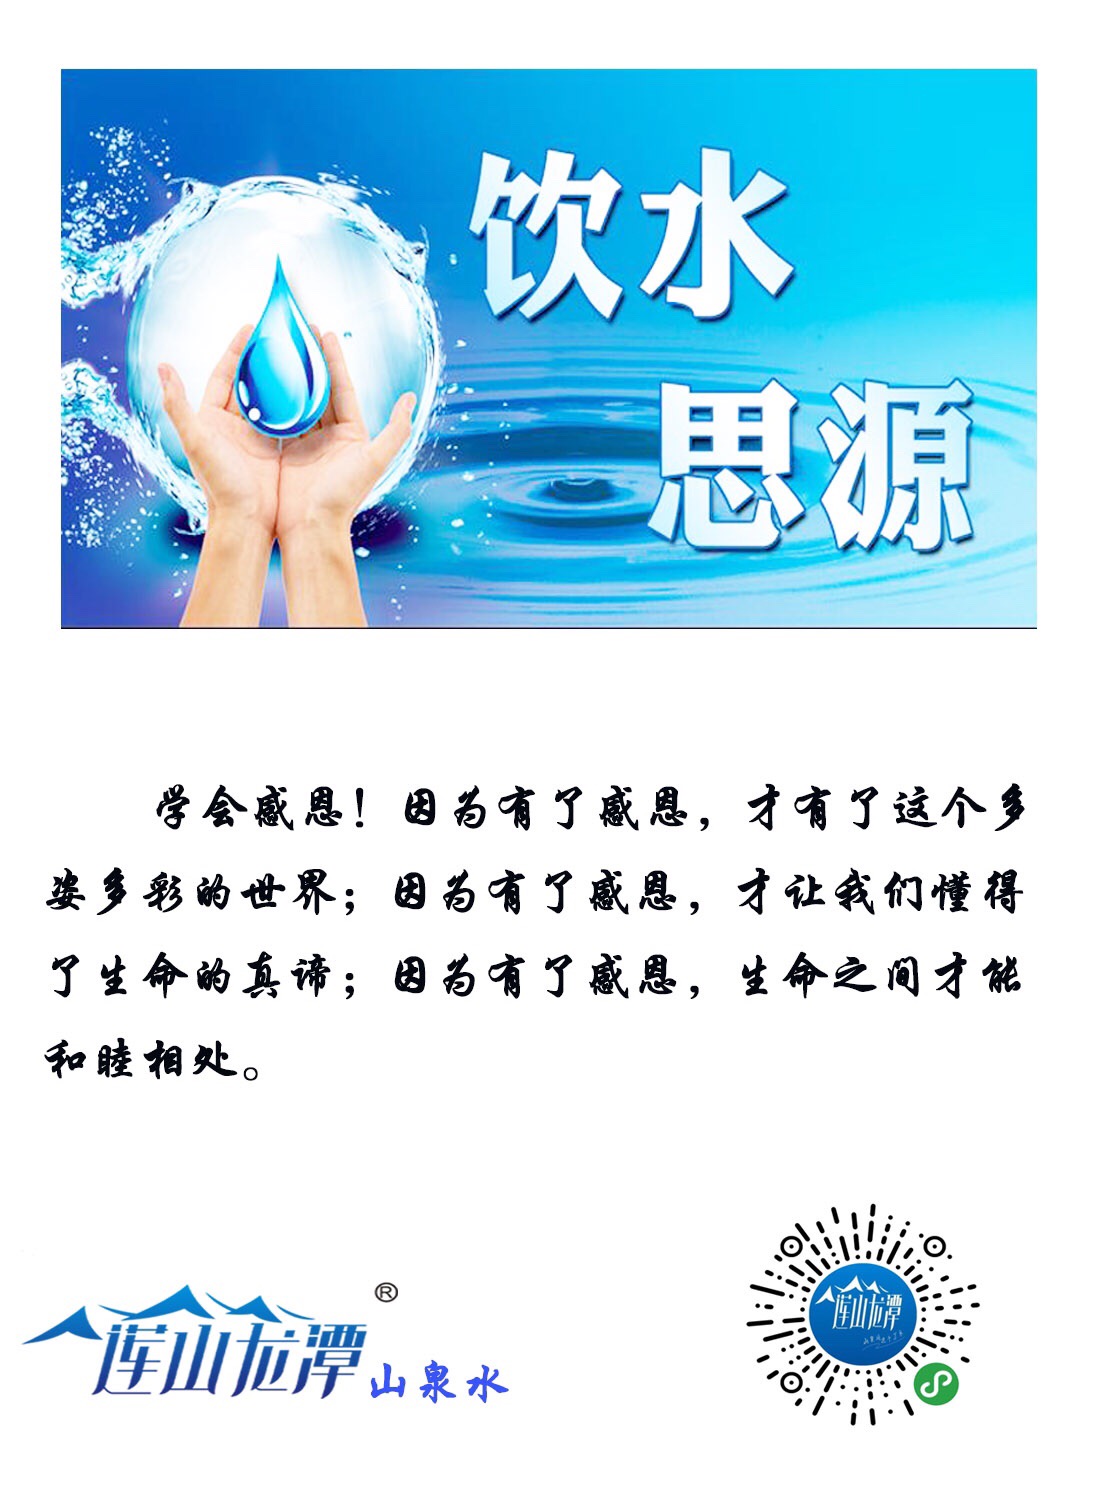 饮水
思源
学会感恩！因为有了感恩，才有了这个多
姿多彩的世界；因为有了感恩，才让我们懂得
了生命的真谛；因为有了感恩，生命之间才能
和睦相处。
®
莲山龙潭山泉水
莲山龙潭